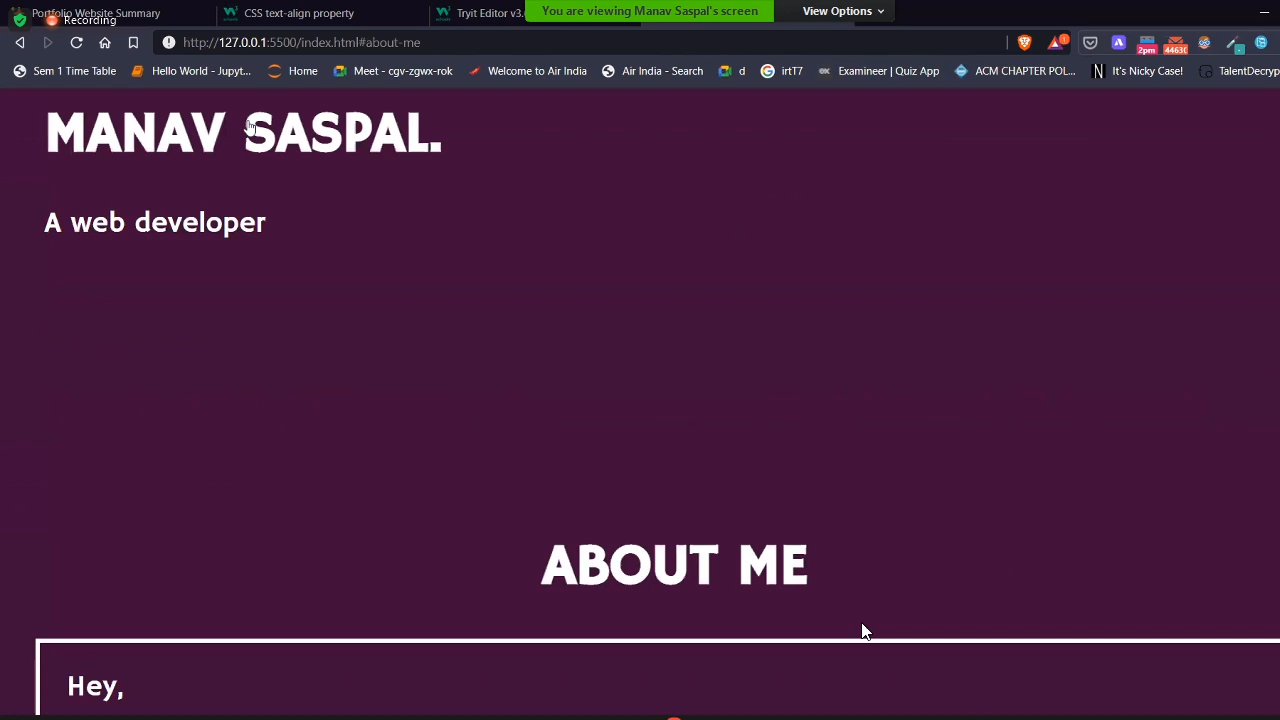 Portfolio Website Summary
CSS text-align property
Tryit Editor v3.
You are viewing Manav Saspal's screen
View Options
Recording
http://127.0.0.1:5500/index.html#about-me
1
2pm
44630
Sem 1 Time Table
Hello World - Jupyt...
Home
Meet - cgv-zgwx-rok
Welcome to Air India
Air India - Search
d
irtT7
Examineer | Quiz App
ACM CHAPTER POL...
It's Nicky Case!
TalentDecryp
MANAV SASPAL.
A web developer
ABOUT ME
Hey,